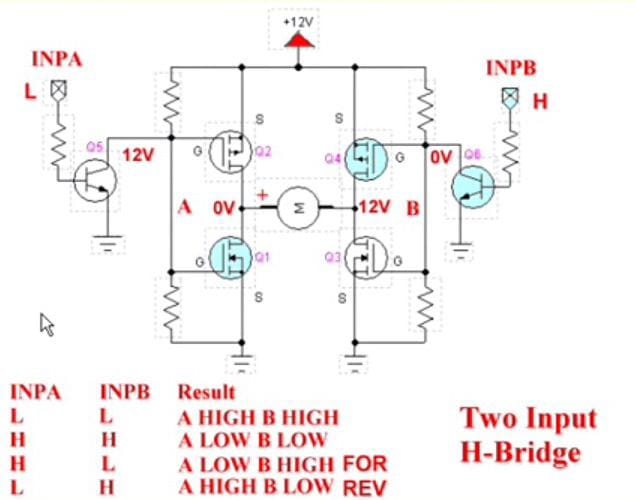 +12V
INPA
L
INPB
H
S
S
Q5
12V
G
Q2
Q4
G
0V
Q6
A
0V
+
M
12V
B
G
Q1
Q3
G
S
S
INPA INPB Result
L L A HIGH B HIGH
H H A LOW B LOW
H L A LOW B HIGH FOR
L H A HIGH B LOW REV
Two Input
H-Bridge